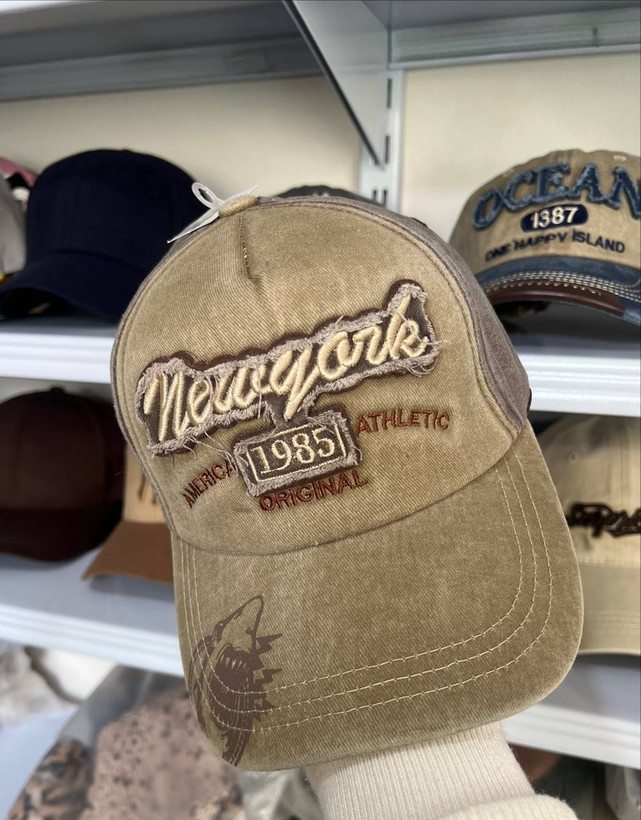 Newyork
1985
AMERICA
ATHLETIC
ORIGINAL
OCEAN
1387
ONE HAPPY ISLAND